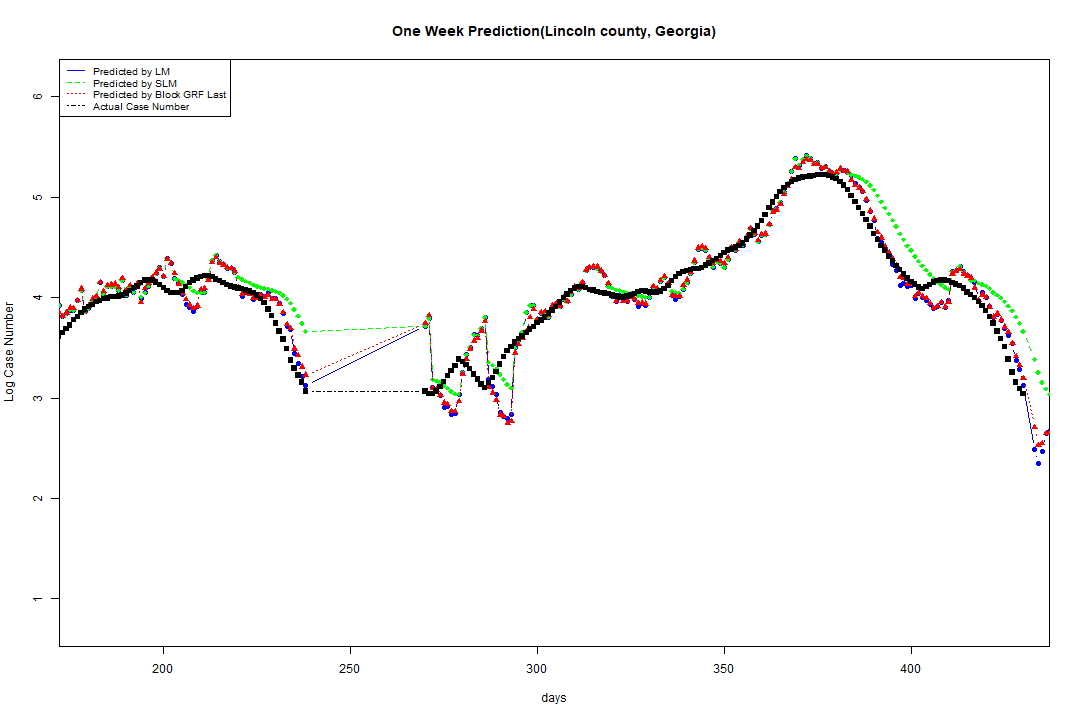 One Week Prediction(Lincoln county, Georgia)
Predicted by LM
Predicted by SLM
Predicted by Block GRF Last
Actual Case Number
Log Case Number
6
5
4
3
2
1
200
250
300
350
400
days